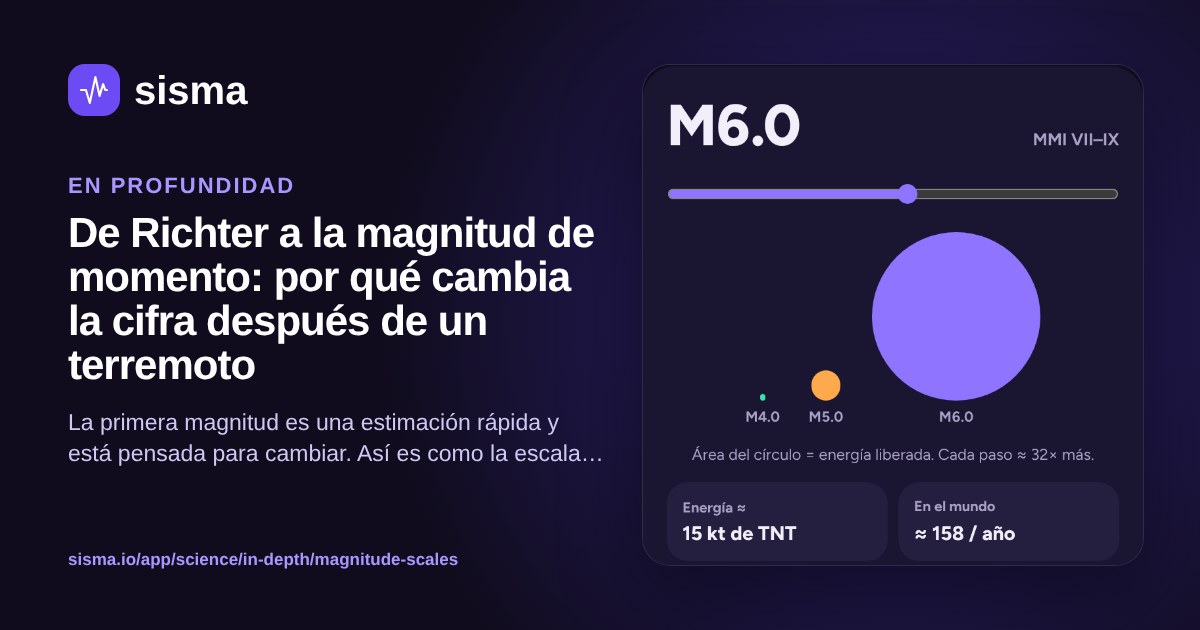 sisma
EN PROFUNDIDAD
De Richter a la magnitud de
momento: por qué cambia
la cifra después de un
terremoto
La primera magnitud es una estimación rápida y
está pensada para cambiar. Así es como la escala…
sisma.io/app/science/in-depth/magnitude-scales
M6.0
MMI VII–IX
M4.0
M5.0
M6.0
Área del círculo = energía liberada. Cada paso ≈ 32× más.
Energía ≈
15 kt de TNT
En el mundo
≈ 158 / año